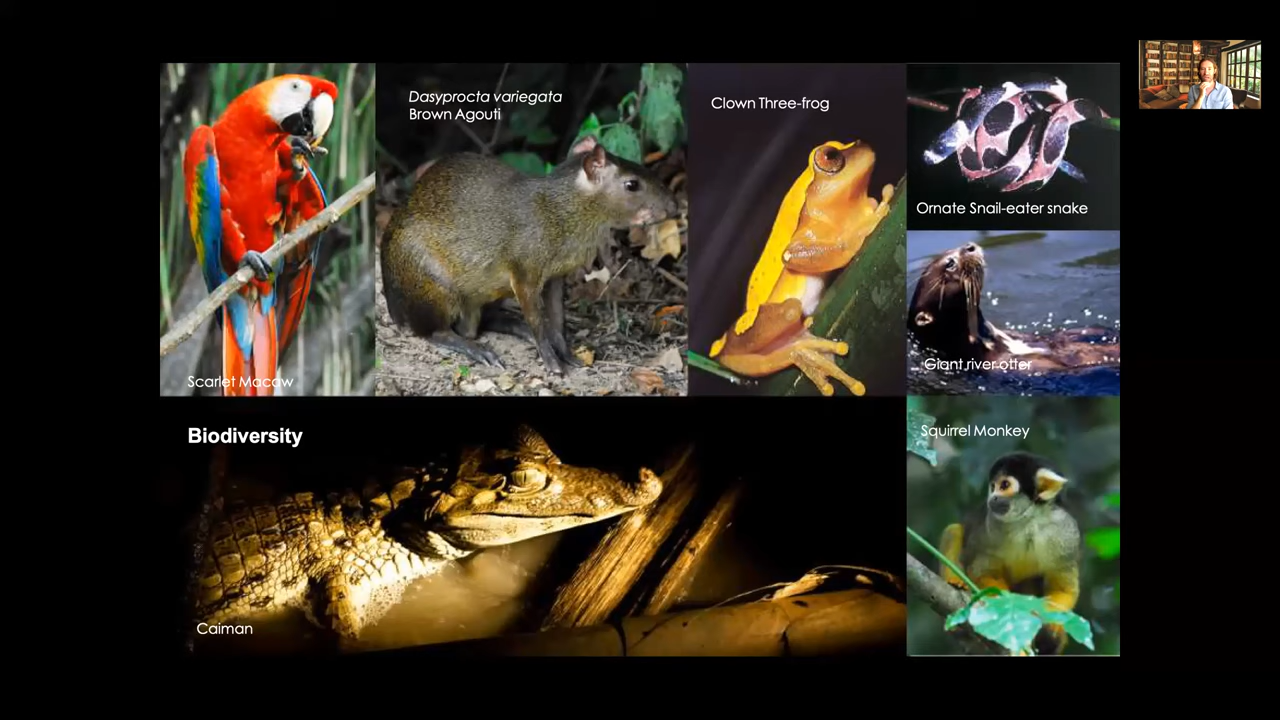 Dasyprocta variegata
Brown Agouti
Clown Three-frog
Ornate Snail-eater snake
Giant river otter
Scarlet Macaw
Squirrel Monkey
Biodiversity
Caiman